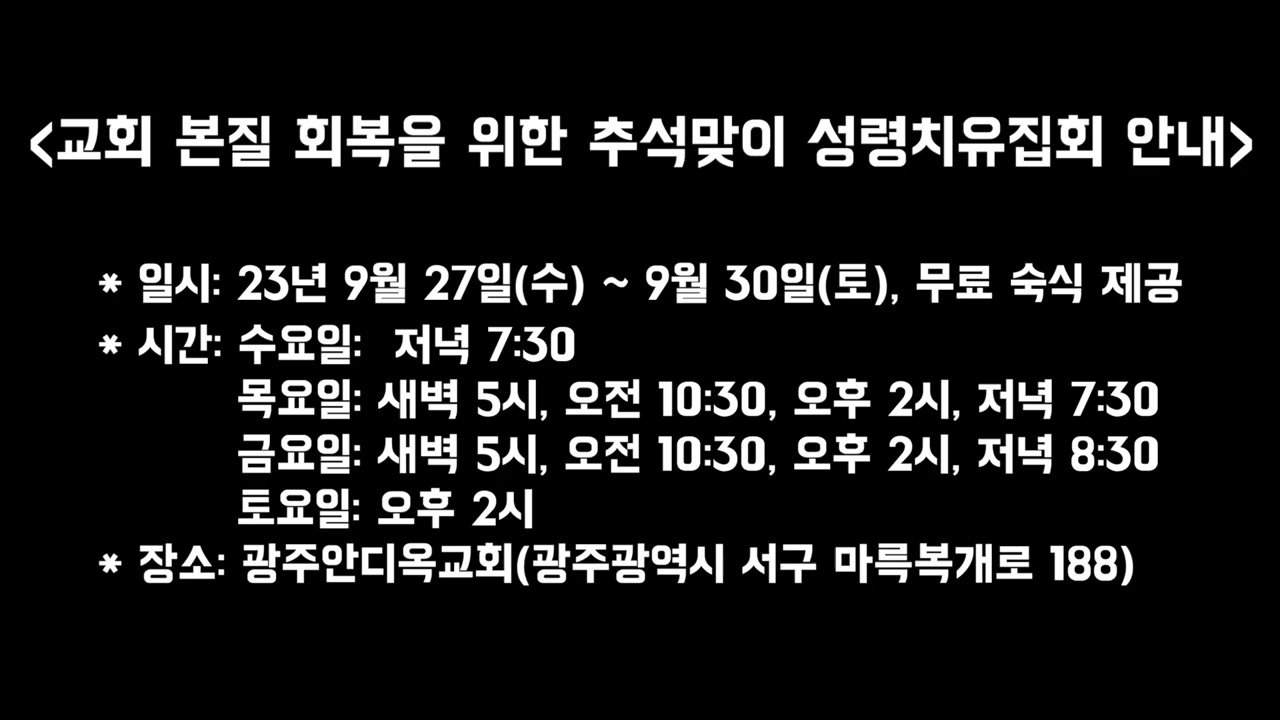 <교회 본질 회복을 위한 추석맞이 성령치유집회 안내>
* 일시: 23년 9월 27일(수) ~ 9월 30일(토), 무료 숙식 제공
* 시간: 수요일: 저녁 7:30
목요일: 새벽 5시, 오전 10:30, 오후 2시, 저녁 7:30
금요일: 새벽 5시, 오전 10:30, 오후 2시, 저녁 8:30
토요일: 오후 2시
* 장소: 광주안디옥교회(광주광역시 서구 마륵복개로 188)